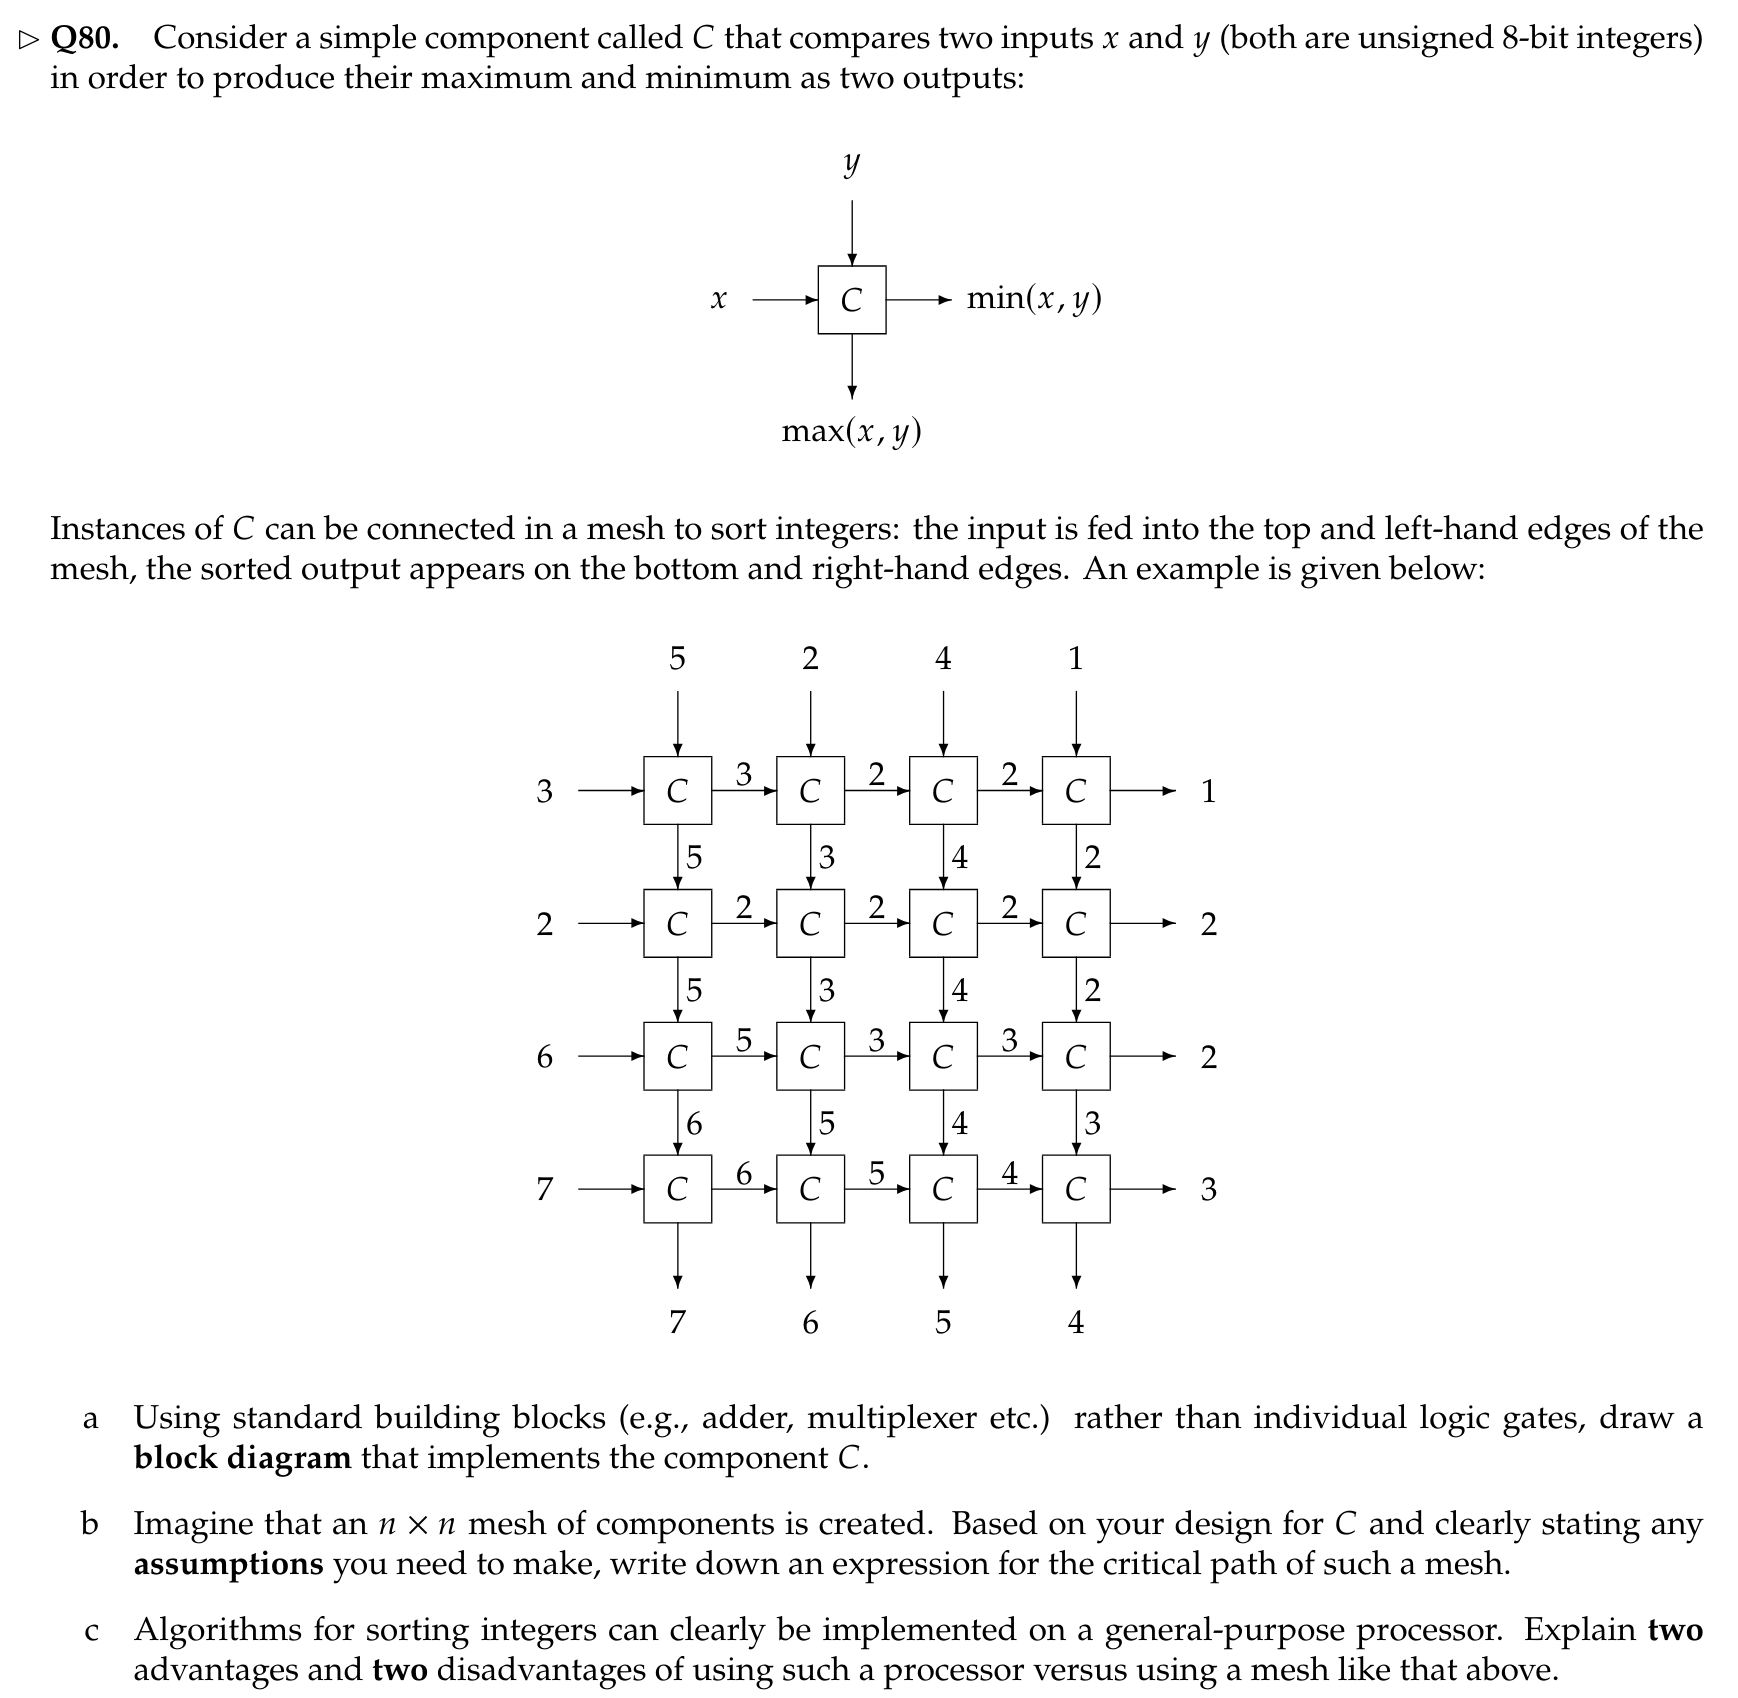 ▷ Q80. Consider a simple component called C that compares two inputs x and y (both are unsigned 8-bit integers)
in order to produce their maximum and minimum as two outputs:
y
x C min(x, y)
max(x, y)
Instances of C can be connected in a mesh to sort integers: the input is fed into the top and left-hand edges of the
mesh, the sorted output appears on the bottom and right-hand edges. An example is given below:
5 2 4 1
3 C 3 C 2 C 2 C 1
5 3 4 2
2 C 2 C 2 C 2 C 2
5 3 4 2
6 C 5 C 3 C 3 C 2
6 5 4 3
7 C 6 C 5 C 4 C 3
7 6 5 4
a Using standard building blocks (e.g., adder, multiplexer etc.) rather than individual logic gates, draw a
block diagram that implements the component C.
b Imagine that an n × n mesh of components is created. Based on your design for C and clearly stating any
assumptions you need to make, write down an expression for the critical path of such a mesh.
c Algorithms for sorting integers can clearly be implemented on a general-purpose processor. Explain two
advantages and two disadvantages of using such a processor versus using a mesh like that above.